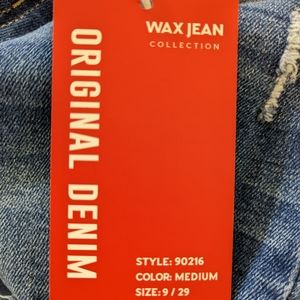 WAX JEAN
COLLECTION
ORIGINAL DENIM
STYLE: 90216
COLOR: MEDIUM
SIZE: 9 / 29